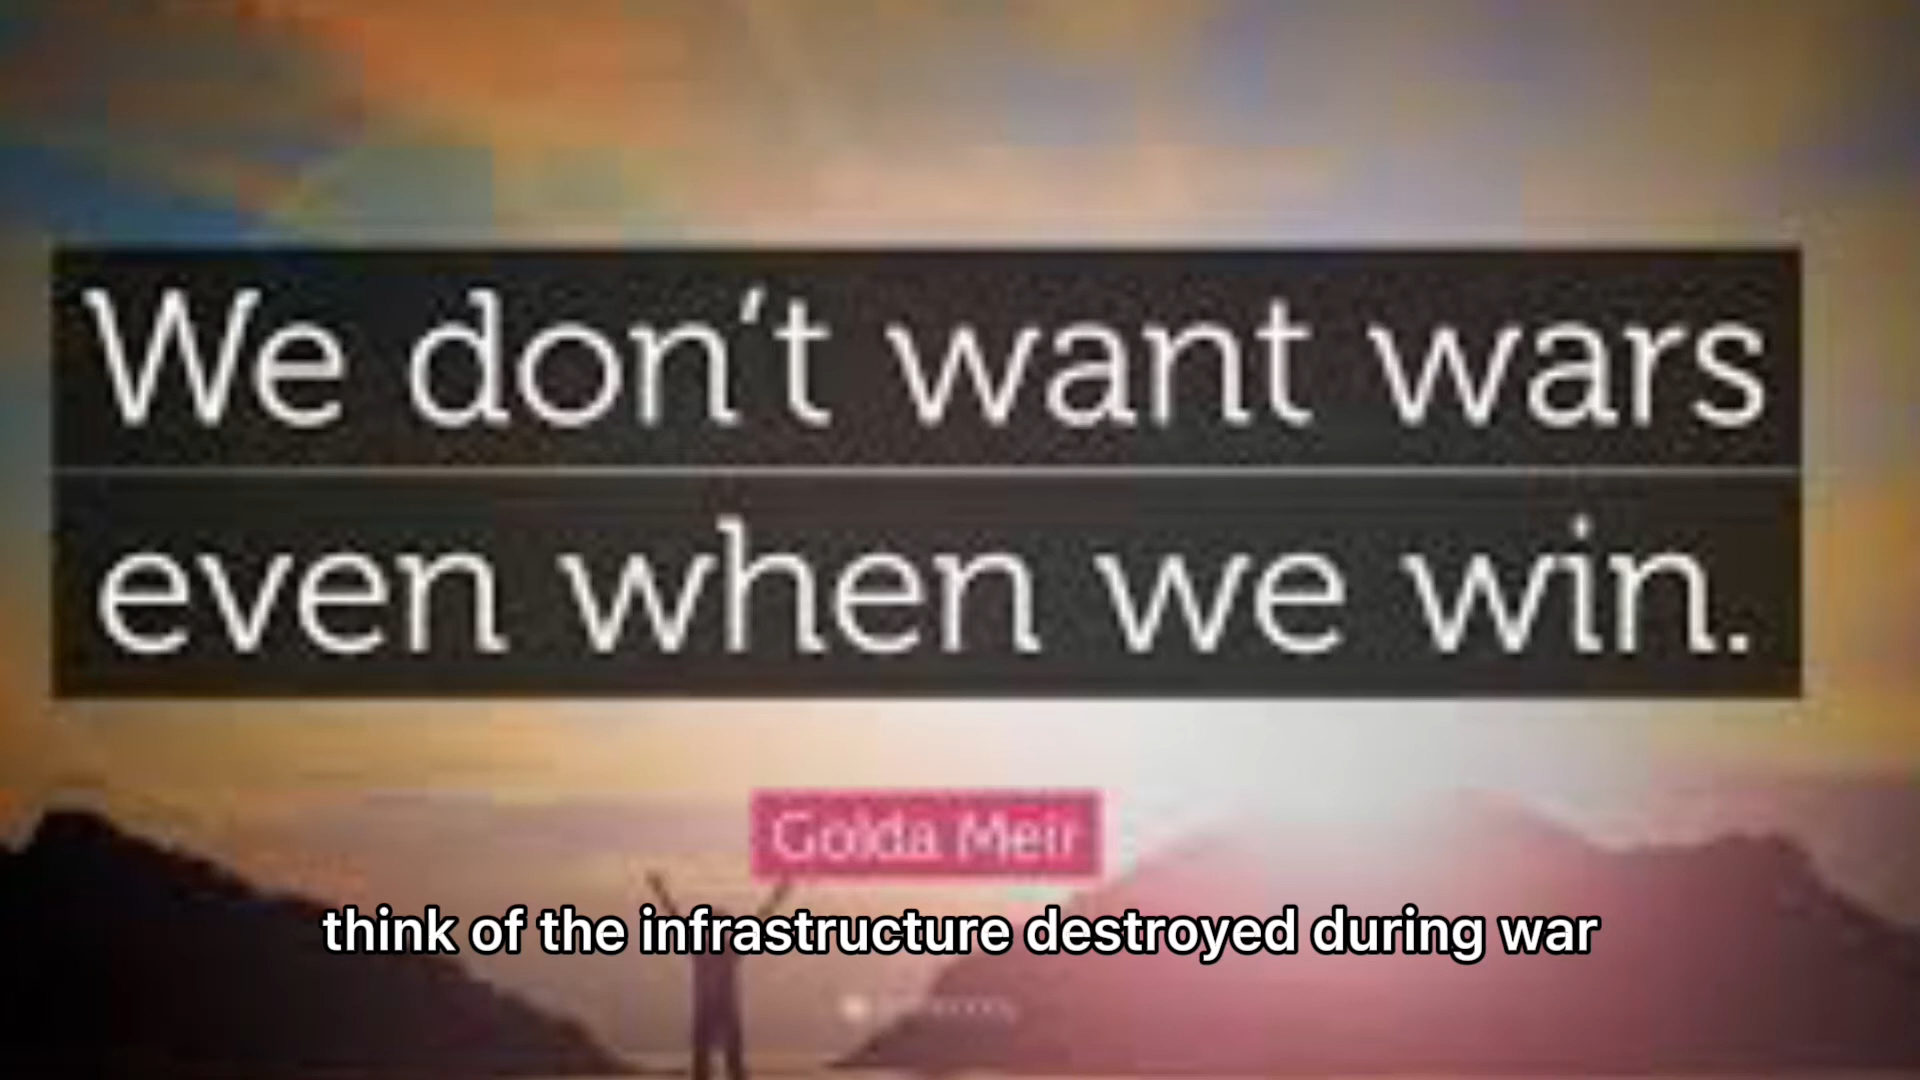 We don't want wars
even when we win.
Golda Meir
think of the infrastructure destroyed during war